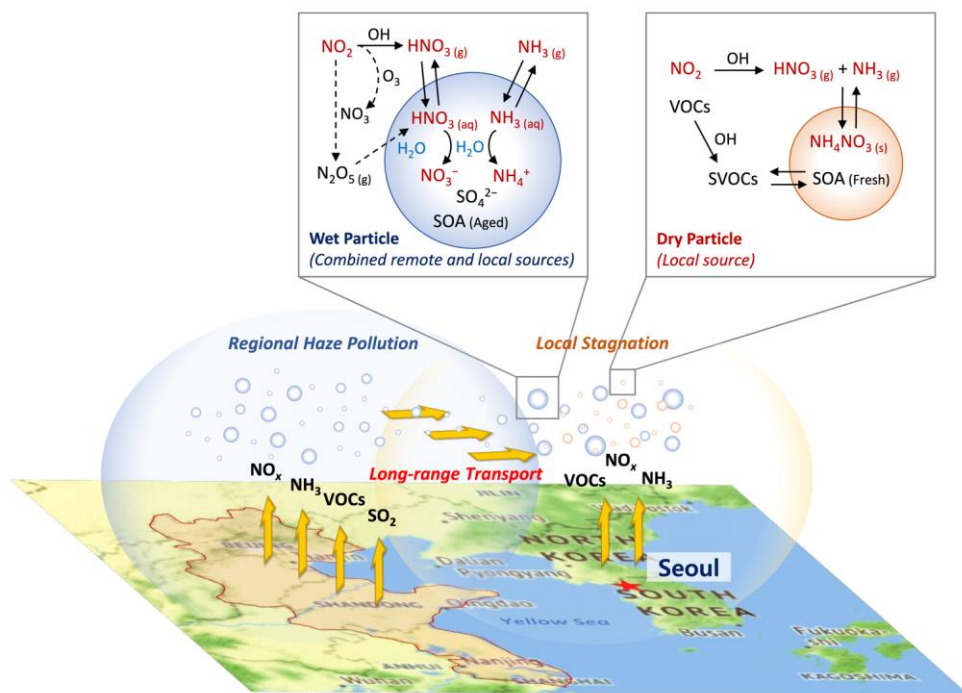 NO₂
OH
HNO₃ (g)
NH₃ (g)
O₃
NO₃
HNO₃ (aq)
NH₃ (aq)
H₂O
H₂O
N₂O₅ (g)
NO₃⁻
NH₄⁺
SO₄²⁻
SOA (Aged)
Wet Particle
(Combined remote and local sources)
NO₂
OH
HNO₃ (g) + NH₃ (g)
VOCs
OH
NH₄NO₃ (s)
SVOCs
SOA (Fresh)
Dry Particle
(Local source)
Regional Haze Pollution
Local Stagnation
Long-range Transport
NOₓ
NH₃
VOCs
SO₂
VOCs
NOₓ
NH₃
JILIN
Shenyang
Dalian
Pyongyang
NORTH
KOREA
Seoul
SOUTH
KOREA
SHANDONG
Qingdao
Yellow Sea
Busan
Fukuoka-
shi
KAGOSHIMA
ANHUI
Nanjing
Wuhan
SHANGHAI